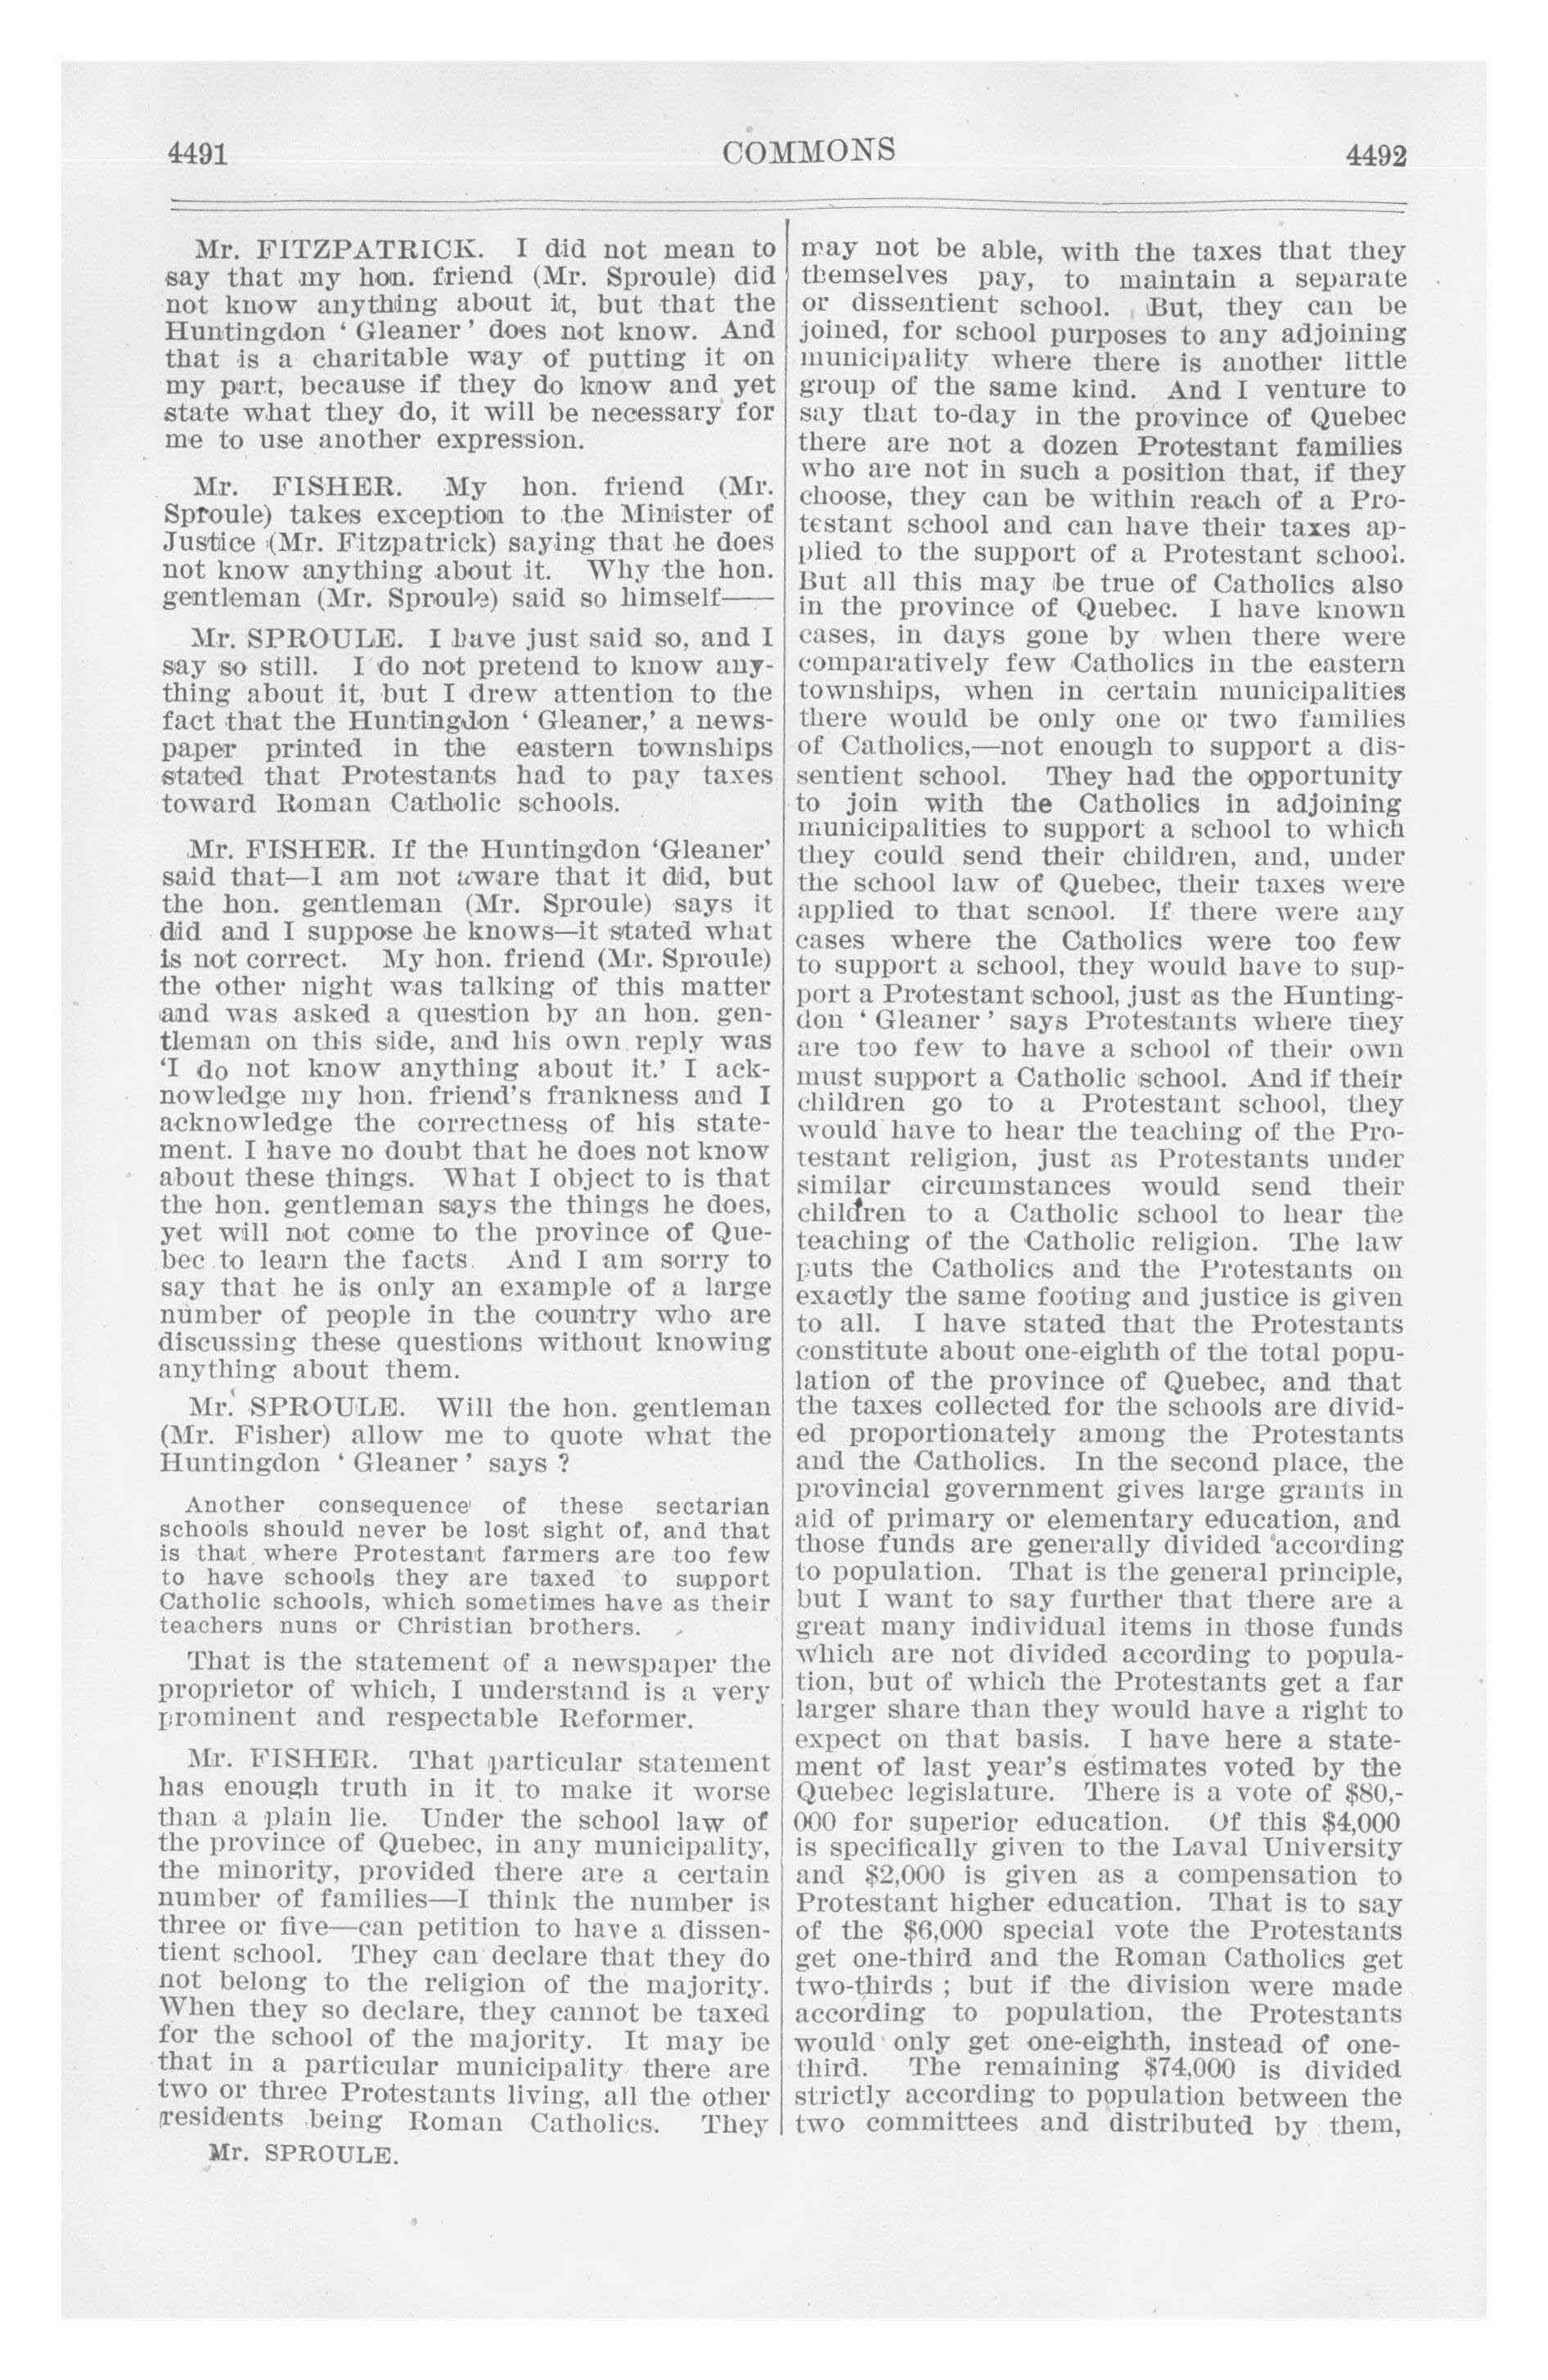 4491 COMMONS 4492
Mr. FITZPATRICK. I did not mean to
say that my hon. friend (Mr. Sproule) did
not know anything about it, but that the
Huntingdon ‘ Gleaner ’ does not know. And
that is a charitable way of putting it on
my part, because if they do know and yet
state what they do, it will be necessary for
me to use another expression.
Mr. FISHER. My hon. friend (Mr.
Sproule) takes exception to the Minister of
Justice (Mr. Fitzpatrick) saying that he does
not know anything about it. Why the hon.
gentleman (Mr. Sproule) said so himself——
Mr. SPROULE. I have just said so, and I
say so still. I do not pretend to know any-
thing about it, but I drew attention to the
fact that the Huntingdon ‘ Gleaner,’ a news-
paper printed in the eastern townships
stated that Protestants had to pay taxes
toward Roman Catholic schools.
Mr. FISHER. If the Huntingdon ‘Gleaner’
said that—I am not aware that it did, but
the hon. gentleman (Mr. Sproule) says it
did and I suppose he knows—it stated what
is not correct. My hon. friend (Mr. Sproule)
the other night was talking of this matter
and was asked a question by an hon. gen-
tleman on this side, and his own reply was
‘I do not know anything about it.’ I ack-
nowledge my hon. friend's frankness and I
acknowledge the correctness of his state-
ment. I have no doubt that he does not know
about these things. What I object to is that
the hon. gentleman says the things he does,
yet will not come to the province of Que-
bec to learn the facts. And I am sorry to
say that he is only an example of a large
number of people in the country who are
discussing these questions without knowing
anything about them.
Mr. SPROULE. Will the hon. gentleman
(Mr. Fisher) allow me to quote what the
Huntingdon ‘ Gleaner ’ says ?
Another consequence of these sectarian
schools should never be lost sight of, and that
is that where Protestant farmers are too few
to have schools they are taxed to support
Catholic schools, which sometimes have as their
teachers nuns or Christian brothers.
That is the statement of a newspaper the
proprietor of which, I understand is a very
prominent and respectable Reformer.
Mr. FISHER. That particular statement
has enough truth in it to make it worse
than a plain lie. Under the school law of
the province of Quebec, in any municipality,
the minority, provided there are a certain
number of families—I think the number is
three or five—can petition to have a dissen-
tient school. They can declare that they do
not belong to the religion of the majority.
When they so declare, they cannot be taxed
for the school of the majority. It may be
that in a particular municipality there are
two or three Protestants living, all the other
residents being Roman Catholics. They
Mr. SPROULE.
may not be able, with the taxes that they
themselves pay, to maintain a separate
or dissentient school. But, they can be
joined, for school purposes to any adjoining
municipality where there is another little
group of the same kind. And I venture to
say that to-day in the province of Quebec
there are not a dozen Protestant families
who are not in such a position that, if they
choose, they can be within reach of a Pro-
testant school and can have their taxes ap-
plied to the support of a Protestant school.
But all this may be true of Catholics also
in the province of Quebec. I have known
cases, in days gone by when there were
comparatively few Catholics in the eastern
townships, when in certain municipalities
there would be only one or two families
of Catholics,—not enough to support a dis-
sentient school. They had the opportunity
to join with the Catholics in adjoining
municipalities to support a school to which
they could send their children, and, under
the school law of Quebec, their taxes were
applied to that school. If there were any
cases where the Catholics were too few
to support a school, they would have to sup-
port a Protestant school, just as the Hunting-
don ‘ Gleaner ’ says Protestants where they
are too few to have a school of their own
must support a Catholic school. And if their
children go to a Protestant school, they
would have to hear the teaching of the Pro-
testant religion, just as Protestants under
similar circumstances would send their
children to a Catholic school to hear the
teaching of the Catholic religion. The law
puts the Catholics and the Protestants on
exactly the same footing and justice is given
to all. I have stated that the Protestants
constitute about one-eighth of the total popu-
lation of the province of Quebec, and that
the taxes collected for the schools are divid-
ed proportionately among the Protestants
and the Catholics. In the second place, the
provincial government gives large grants in
aid of primary or elementary education, and
those funds are generally divided according
to population. That is the general principle,
but I want to say further that there are a
great many individual items in those funds
which are not divided according to popula-
tion, but of which the Protestants get a far
larger share than they would have a right to
expect on that basis. I have here a state-
ment of last year's estimates voted by the
Quebec legislature. There is a vote of $80,-
000 for superior education. Of this $4,000
is specifically given to the Laval University
and $2,000 is given as a compensation to
Protestant higher education. That is to say
of the $6,000 special vote the Protestants
get one-third and the Roman Catholics get
two-thirds ; but if the division were made
according to population, the Protestants
would only get one-eighth, instead of one-
third. The remaining $74,000 is divided
strictly according to population between the
two committees and distributed by them,